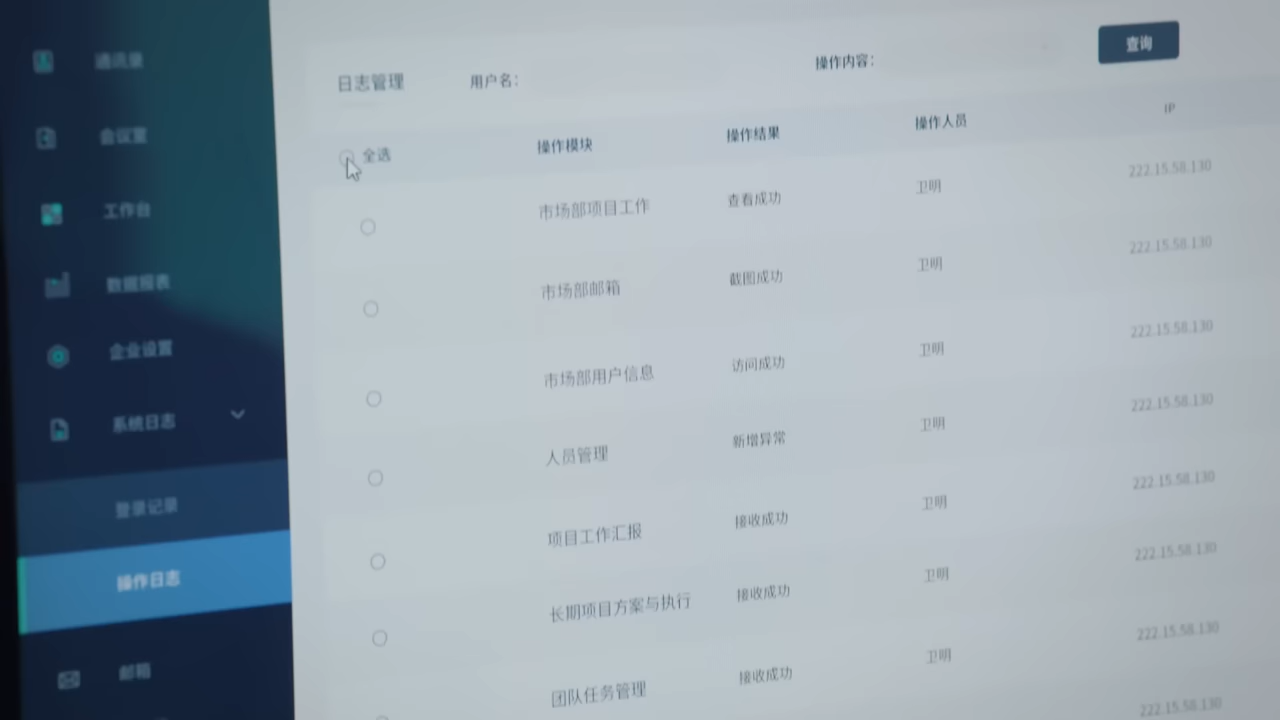 通讯录
会议室
工作台
数据报表
企业设置
系统日志
登录记录
操作日志
邮箱
日志管理 用户名： 操作内容： 查询
全选 操作模块 操作结果 操作人员 IP
市场部项目工作 查看成功 卫明 222.15.58.130
市场部邮箱 截图成功 卫明 222.15.58.130
市场部用户信息 访问成功 卫明 222.15.58.130
人员管理 新增异常 卫明 222.15.58.130
项目工作汇报 接收成功 卫明 222.15.58.130
长期项目方案与执行 接收成功 卫明 222.15.58.130
团队任务管理 接收成功 卫明 222.15.58.130
222.15.58.130